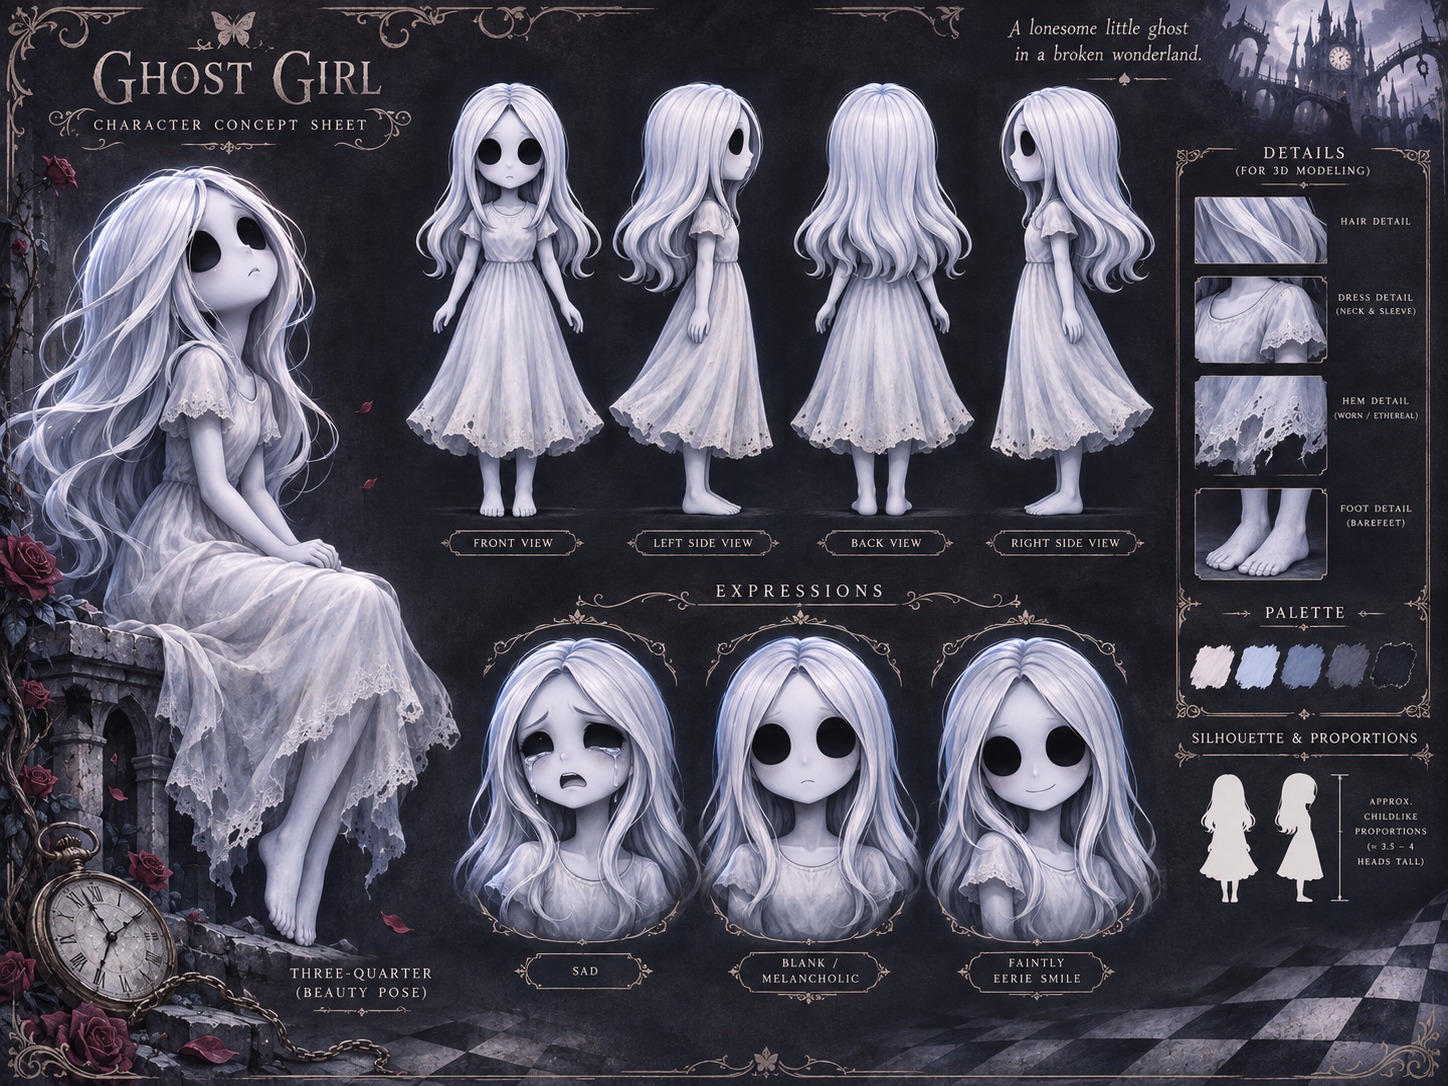 GHOST GIRL
CHARACTER CONCEPT SHEET
A lonesome little ghost
in a broken wonderland.
FRONT VIEW
LEFT SIDE VIEW
BACK VIEW
RIGHT SIDE VIEW
DETAILS
(FOR 3D MODELING)
HAIR DETAIL
DRESS DETAIL
(NECK & SLEEVE)
HEM DETAIL
(WORN / ETHEREAL)
FOOT DETAIL
(BAREFEET)
EXPRESSIONS
SAD
BLANK /
MELANCHOLIC
FAINTLY
EERIE SMILE
PALETTE
SILHOUETTE & PROPORTIONS
APPROX.
CHILDLIKE
PROPORTIONS
(≈ 3.5 – 4
HEADS TALL)
THREE-QUARTER
(BEAUTY POSE)